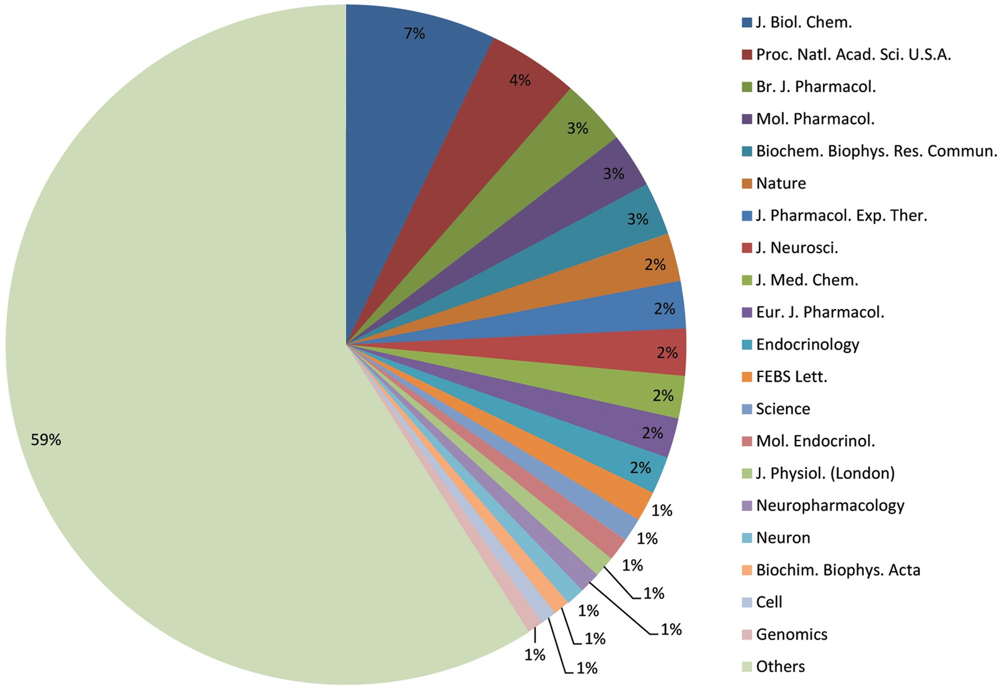 7%
4%
3%
3%
3%
2%
2%
2%
2%
2%
2%
1%
1%
1%
1%
1%
1%
1%
1%
1%
59%
J. Biol. Chem.
Proc. Natl. Acad. Sci. U.S.A.
Br. J. Pharmacol.
Mol. Pharmacol.
Biochem. Biophys. Res. Commun.
Nature
J. Pharmacol. Exp. Ther.
J. Neurosci.
J. Med. Chem.
Eur. J. Pharmacol.
Endocrinology
FEBS Lett.
Science
Mol. Endocrinol.
J. Physiol. (London)
Neuropharmacology
Neuron
Biochim. Biophys. Acta
Cell
Genomics
Others